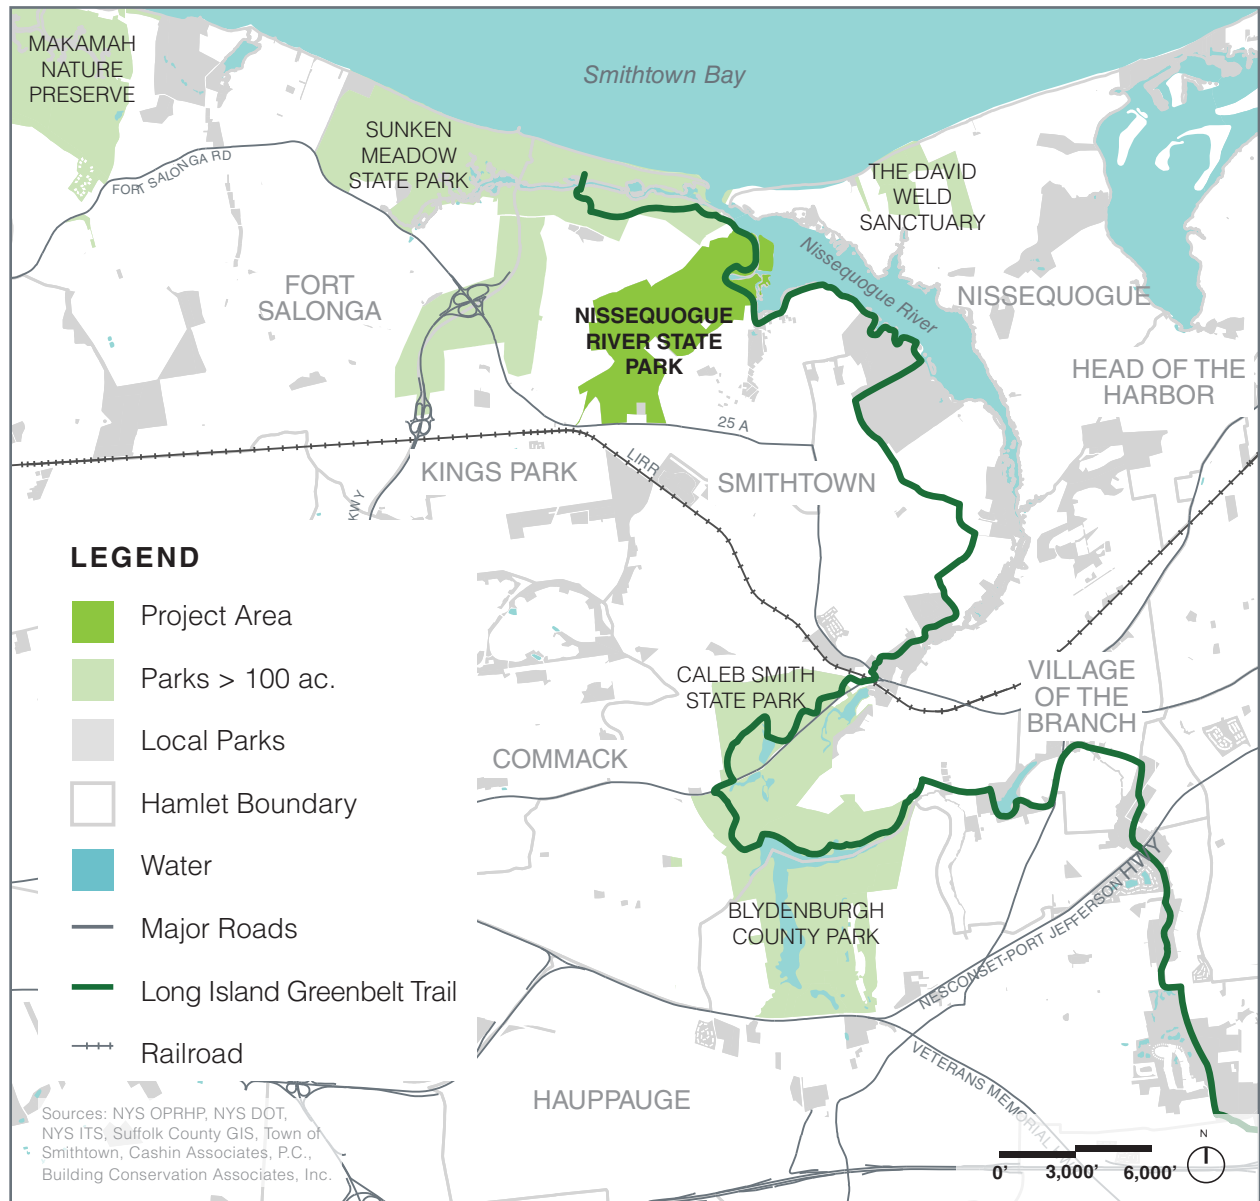 MAKAMAH
NATURE
PRESERVE
Smithtown Bay
SUNKEN
MEADOW
STATE PARK
FORT SALONGA RD
THE DAVID
WELD
SANCTUARY
Nissequogue River
FORT
SALONGA
NISSEQUOGUE
NISSEQUOGUE
RIVER STATE
PARK
HEAD OF THE
HARBOR
25 A
LIRR
KINGS PARK
SMITHTOWN
KWY
LEGEND
Project Area
Parks > 100 ac.
Local Parks
Hamlet Boundary
Water
Major Roads
Long Island Greenbelt Trail
Railroad
CALEB SMITH
STATE PARK
VILLAGE
OF THE
BRANCH
COMMACK
BLYDENBURGH
COUNTY PARK
NESCONSET-PORT JEFFERSON HWY
VETERANS MEMORIAL
HAUPPAUGE
Sources: NYS OPRHP, NYS DOT,
NYS ITS, Suffolk County GIS, Town of
Smithtown, Cashin Associates, P.C.,
Building Conservation Associates, Inc.
N
0' 3,000' 6,000'